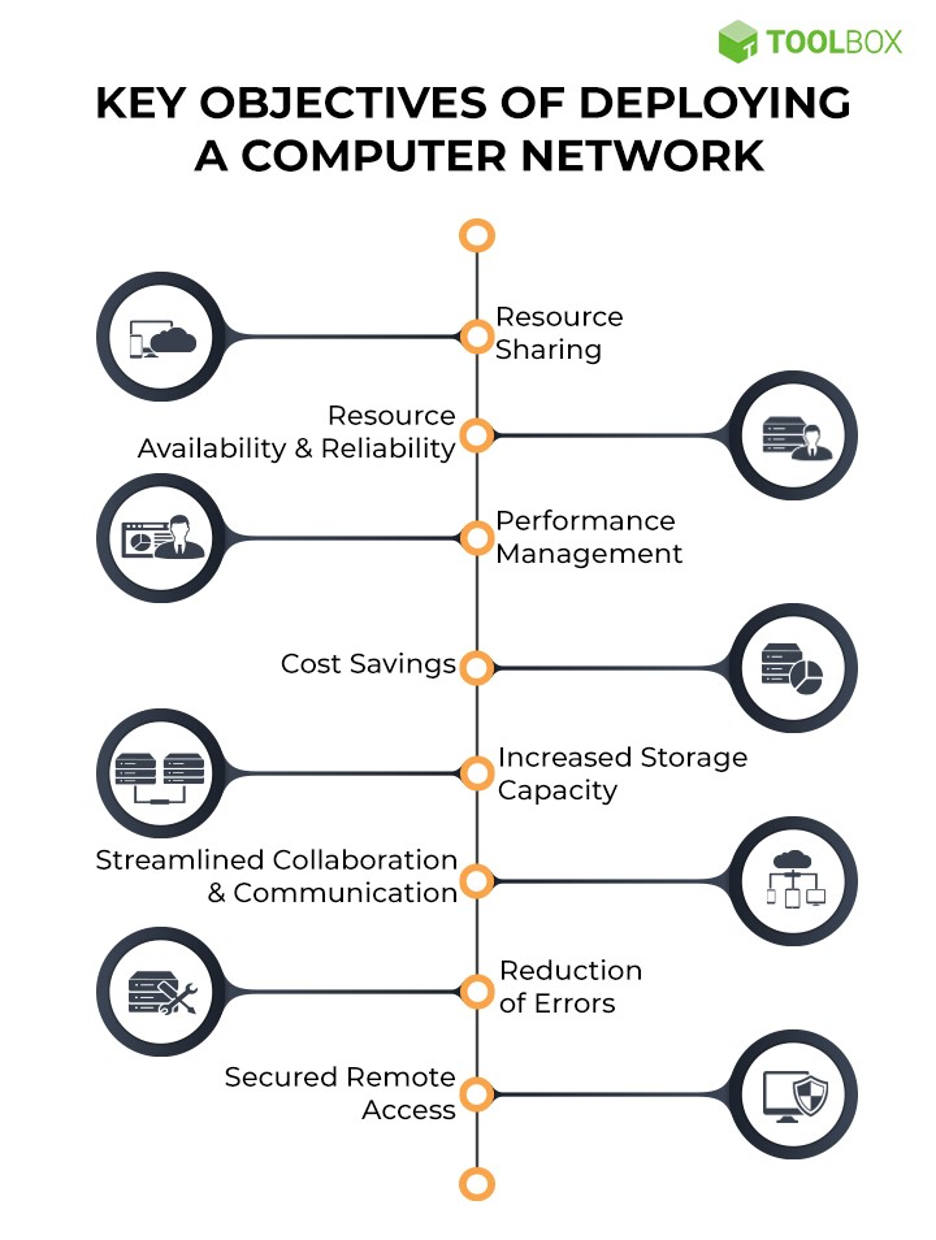 TOOLBOX
KEY OBJECTIVES OF DEPLOYING
A COMPUTER NETWORK
Resource
Sharing
Resource
Availability & Reliability
Performance
Management
Cost Savings
Increased Storage
Capacity
Streamlined Collaboration
& Communication
Reduction
of Errors
Secured Remote
Access